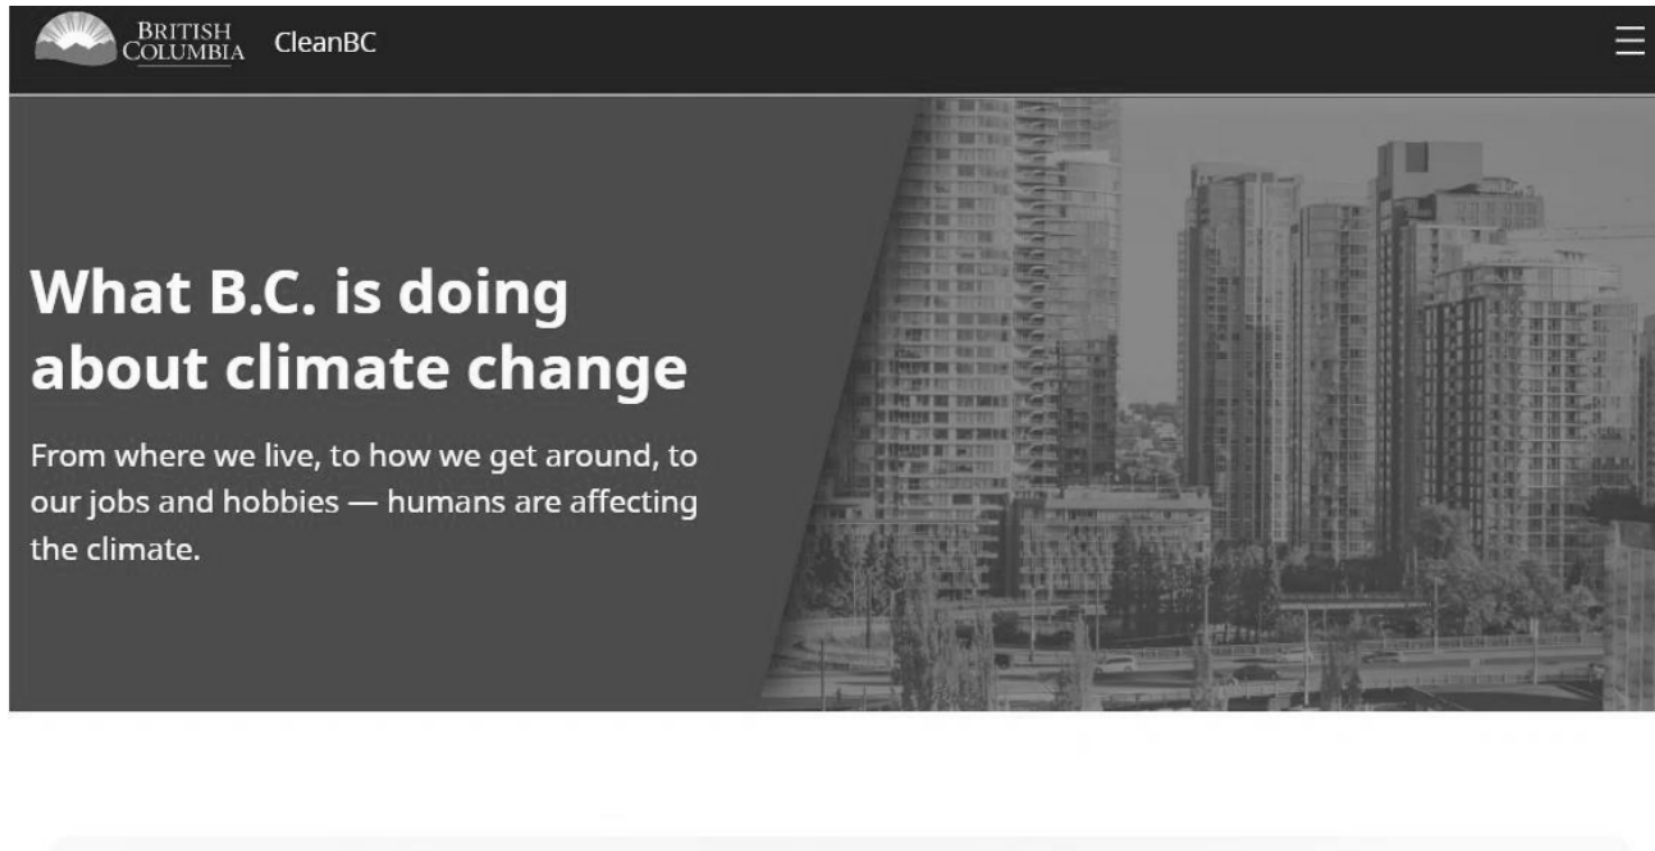 BRITISH
COLUMBIA
CleanBC
What B.C. is doing
about climate change
From where we live, to how we get around, to
our jobs and hobbies — humans are affecting
the climate.